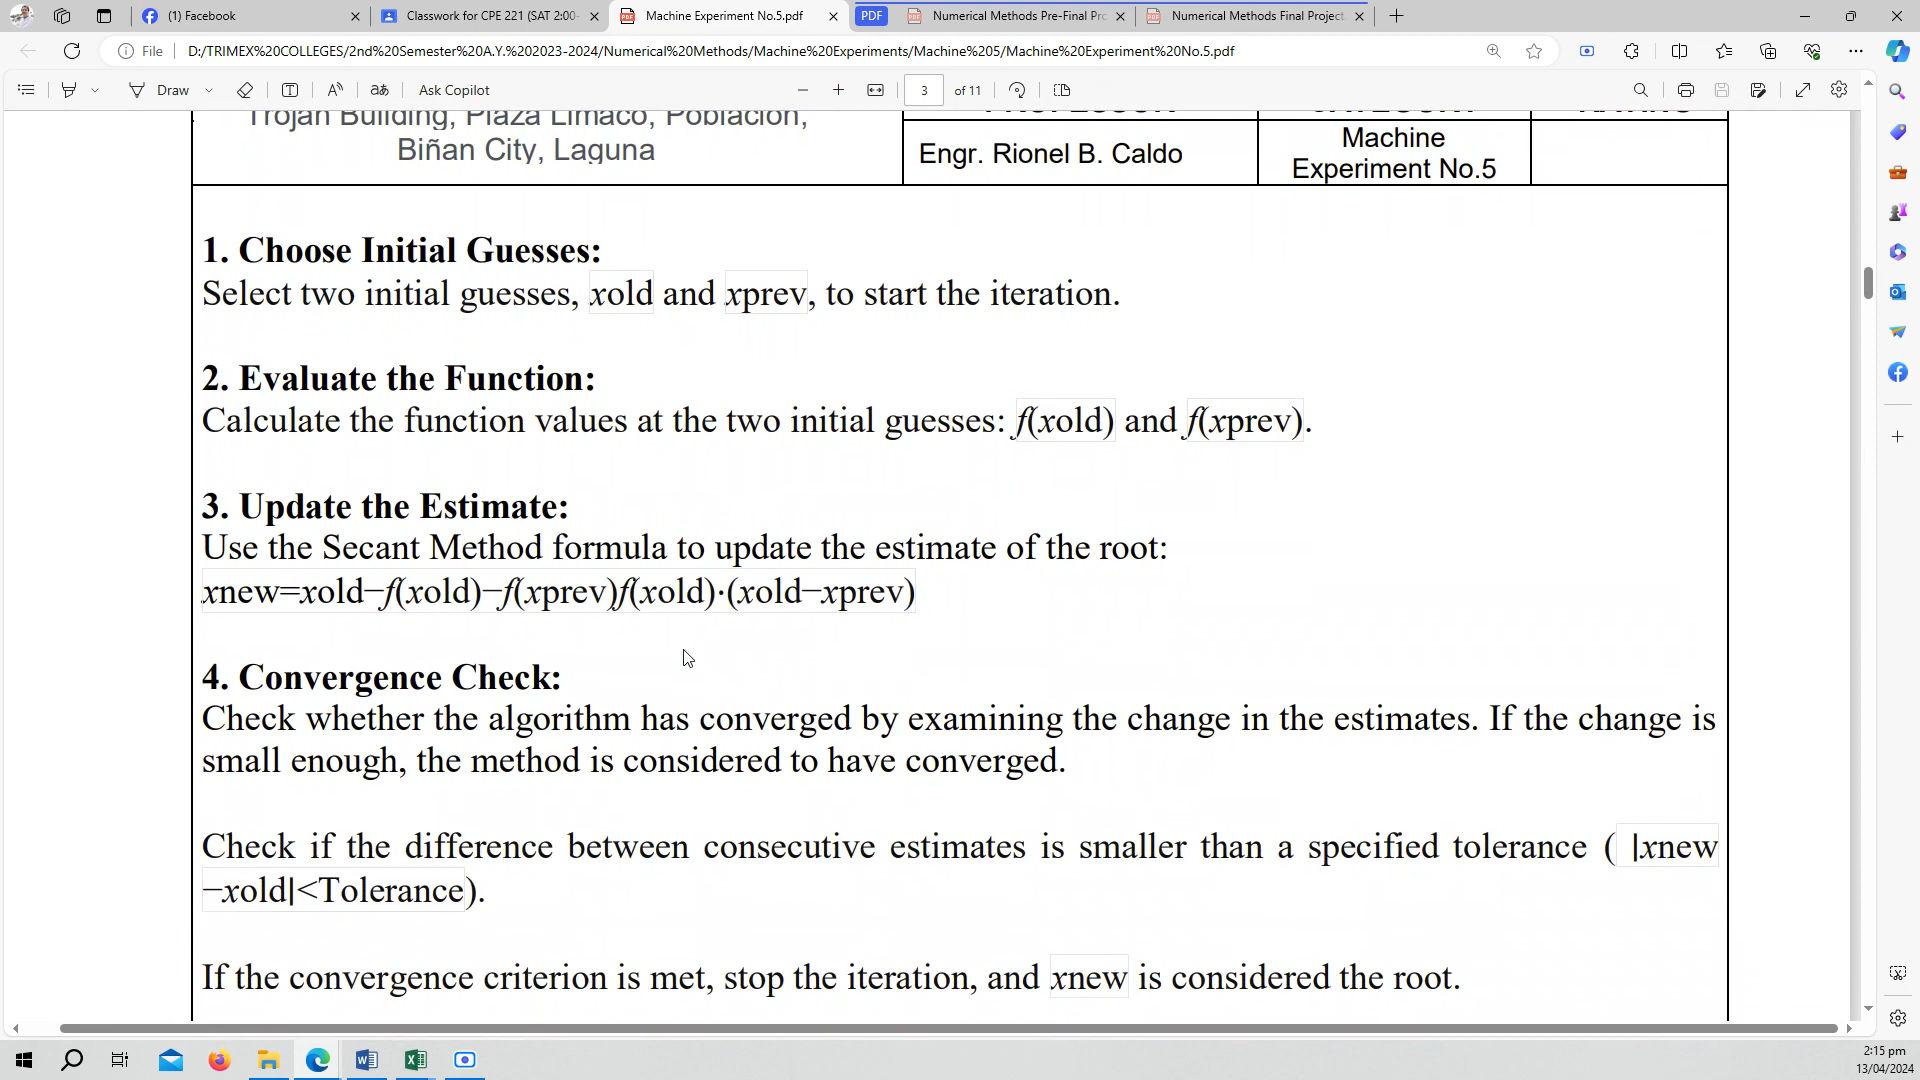 (1) Facebook
Classwork for CPE 221 (SAT 2:00-
Machine Experiment No.5.pdf
PDF
Numerical Methods Pre-Final Pro
Numerical Methods Final Project
File
D:/TRIMEX%20COLLEGES/2nd%20Semester%20A.Y.%202023-2024/Numerical%20Methods/Machine%20Experiments/Machine%205/Machine%20Experiment%20No.5.pdf
Draw
Ask Copilot
3
of 11
Trojan Building, Plaza Limaco, Poblacion,
Biñan City, Laguna
Engr. Rionel B. Caldo
Machine
Experiment No.5
1. Choose Initial Guesses:
Select two initial guesses, xold and xprev, to start the iteration.
2. Evaluate the Function:
Calculate the function values at the two initial guesses: f(xold) and f(xprev).
3. Update the Estimate:
Use the Secant Method formula to update the estimate of the root:
xnew=xold−f(xold)−f(xprev)f(xold)·(xold−xprev)
4. Convergence Check:
Check whether the algorithm has converged by examining the change in the estimates. If the change is
small enough, the method is considered to have converged.
Check if the difference between consecutive estimates is smaller than a specified tolerance ( |xnew
−xold|<Tolerance).
If the convergence criterion is met, stop the iteration, and xnew is considered the root.
2:15 pm
13/04/2024